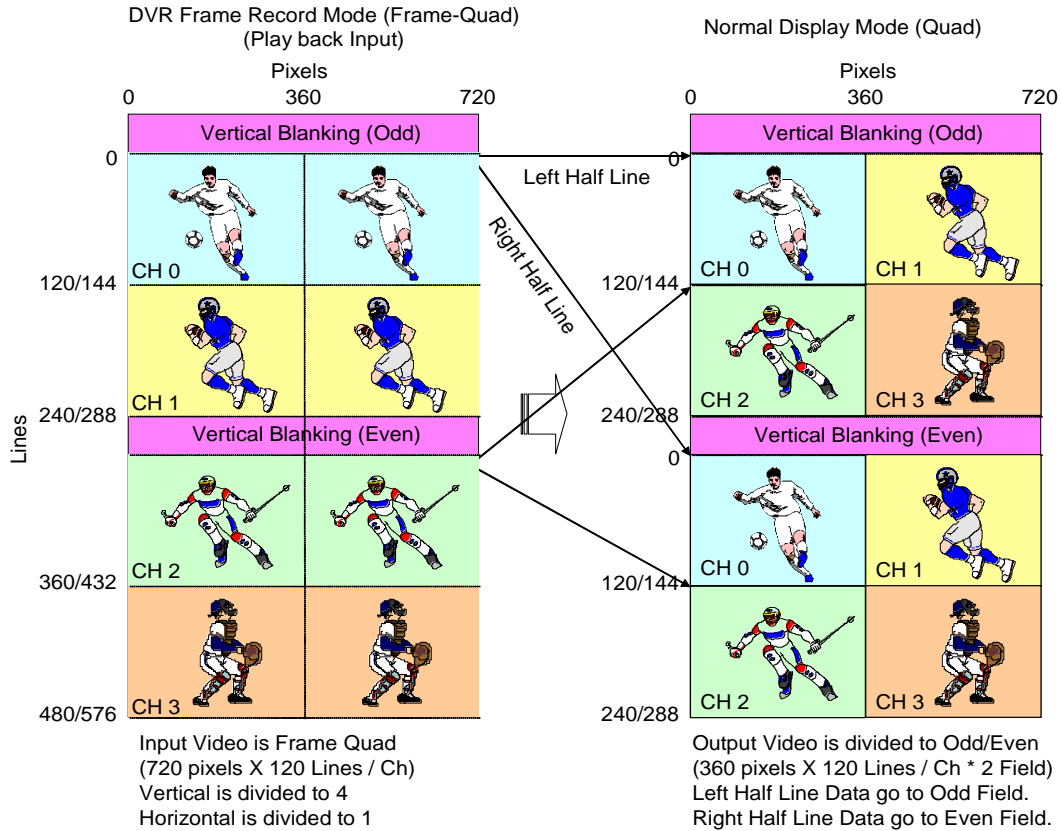 DVR Frame Record Mode (Frame-Quad)
(Play back Input)
Pixels
0 360 720
Vertical Blanking (Odd)
0
CH 0
120/144
CH 1
240/288
Lines
Vertical Blanking (Even)
CH 2
360/432
CH 3
480/576
Input Video is Frame Quad
(720 pixels X 120 Lines / Ch)
Vertical is divided to 4
Horizontal is divided to 1
Left Half Line
Right Half Line
Normal Display Mode (Quad)
Pixels
0 360 720
Vertical Blanking (Odd)
0
CH 0 CH 1
120/144
CH 2 CH 3
240/288
Vertical Blanking (Even)
0
CH 0 CH 1
120/144
CH 2 CH 3
240/288
Output Video is divided to Odd/Even
(360 pixels X 120 Lines / Ch * 2 Field)
Left Half Line Data go to Odd Field.
Right Half Line Data go to Even Field.